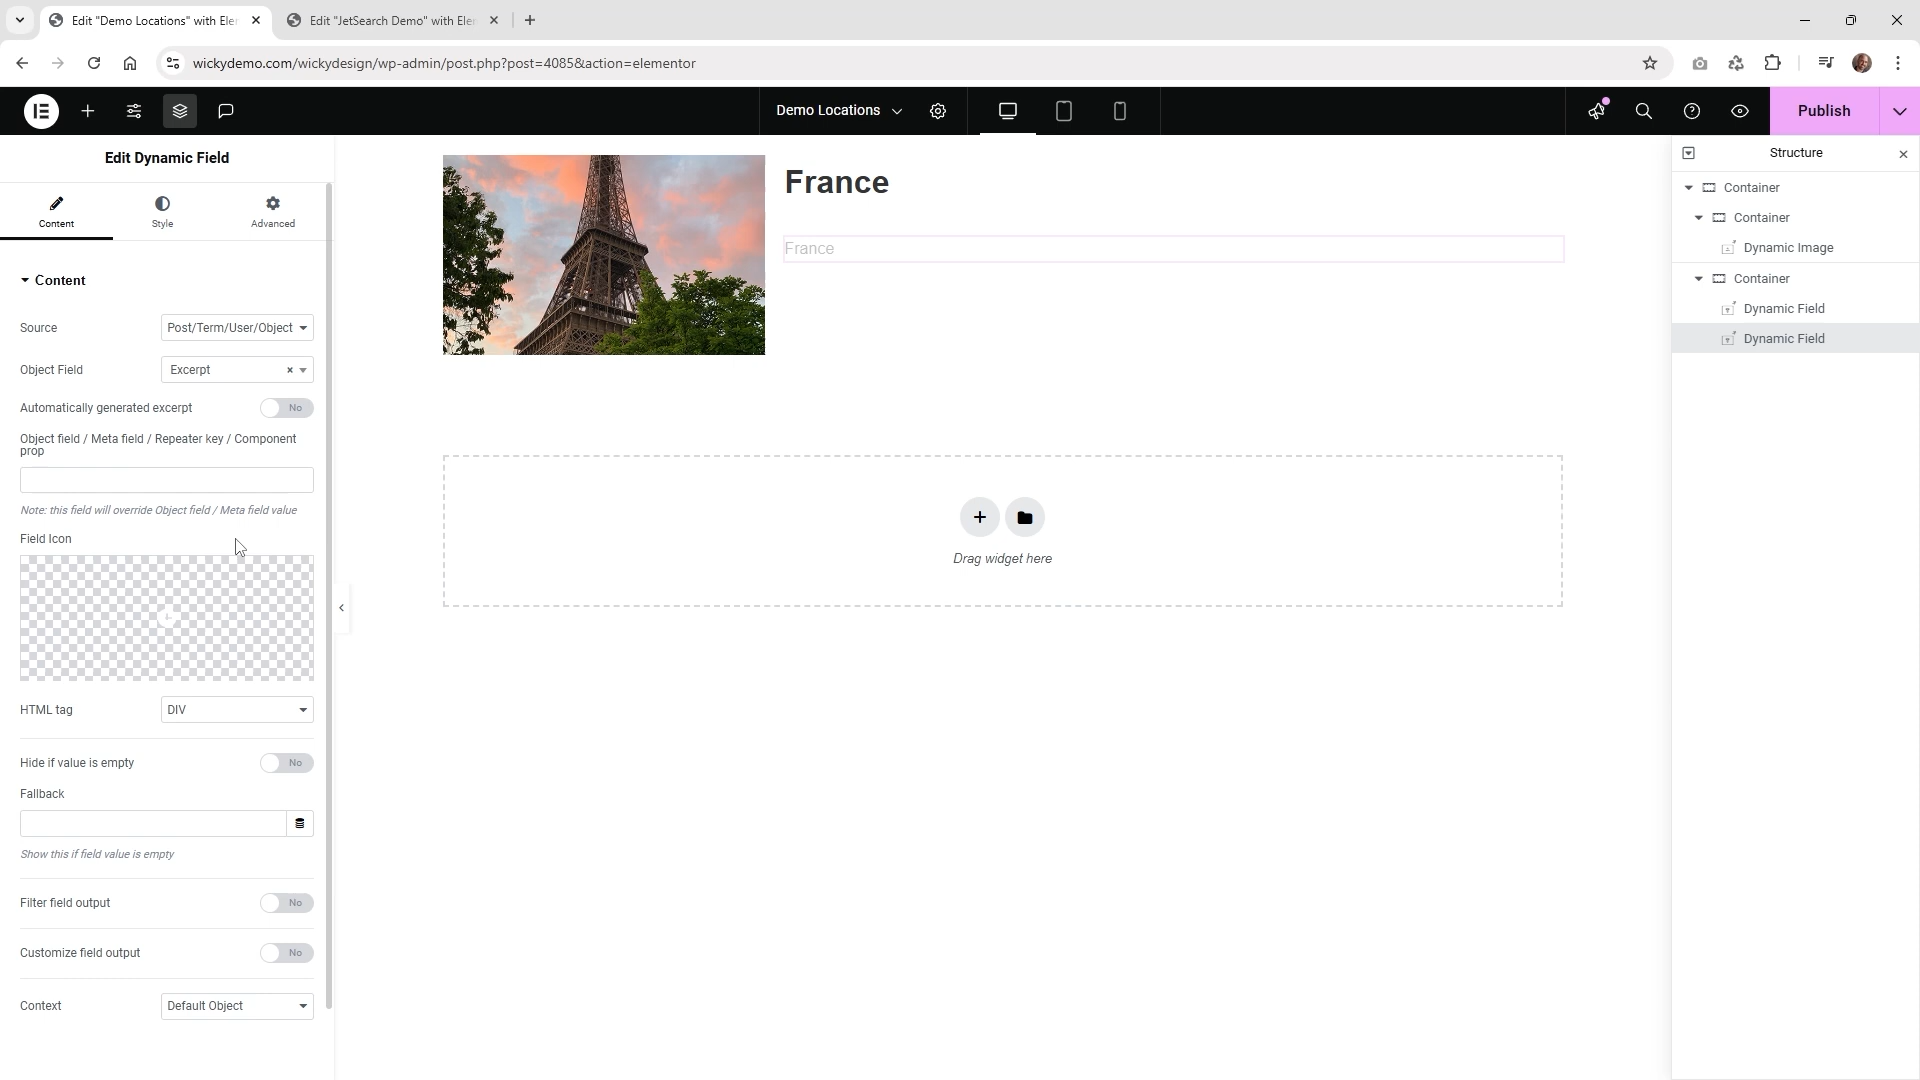 Edit "Demo Locations" with Ele
Edit "JetSearch Demo" with Ele
wickydemo.com/wickydesign/wp-admin/post.php?post=4085&action=elementor
Demo Locations
Publish
Edit Dynamic Field
Content
Style
Advanced
Content
Source
Post/Term/User/Object
Object Field
Excerpt
Automatically generated excerpt
No
Object field / Meta field / Repeater key / Component
prop
Note: this field will override Object field / Meta field value
Field Icon
HTML tag
DIV
Hide if value is empty
No
Fallback
Show this if field value is empty
Filter field output
No
Customize field output
No
Context
Default Object
France
France
Drag widget here
Structure
Container
Container
Dynamic Image
Container
Dynamic Field
Dynamic Field